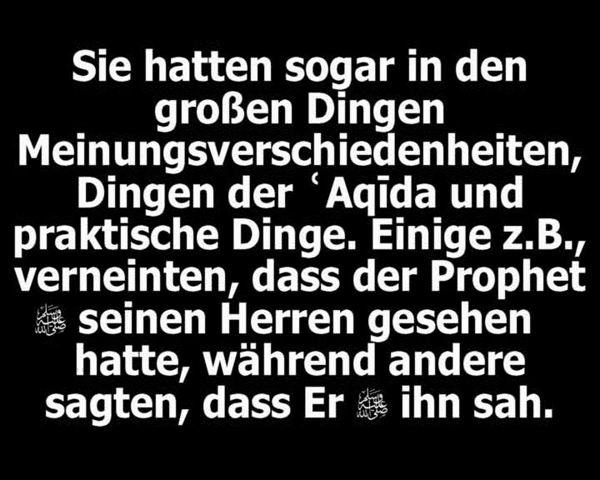 Sie hatten sogar in den
großen Dingen
Meinungsverschiedenheiten,
Dingen der ʿAqīda und
praktische Dinge. Einige z.B.,
verneinten, dass der Prophet
ﷺ seinen Herren gesehen
hatte, während andere
sagten, dass Er ﷺ ihn sah.